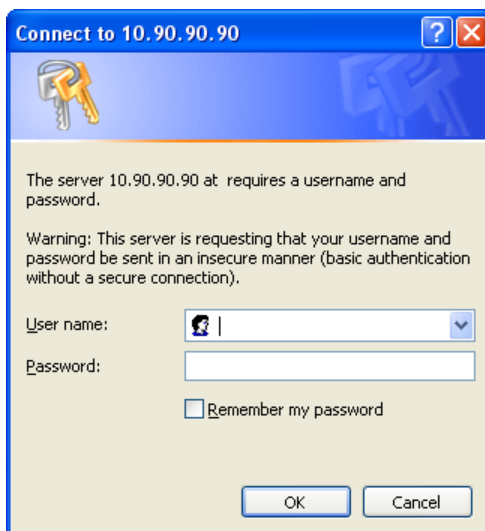 Connect to 10.90.90.90
The server 10.90.90.90 at  requires a username and
password.
Warning: This server is requesting that your username and
password be sent in an insecure manner (basic authentication
without a secure connection).
User name:
Password:
Remember my password
OK
Cancel